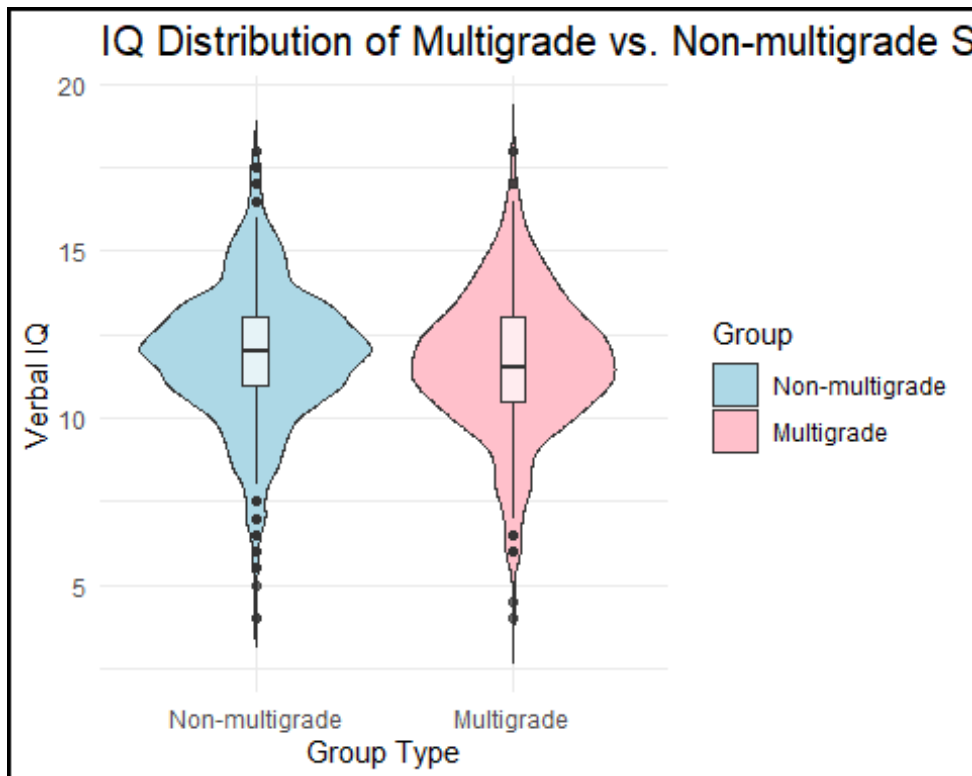 IQ Distribution of Multigrade vs. Non-multigrade S
20
15
10
5
Verbal IQ
Non-multigrade
Multigrade
Group Type
Group
Non-multigrade
Multigrade